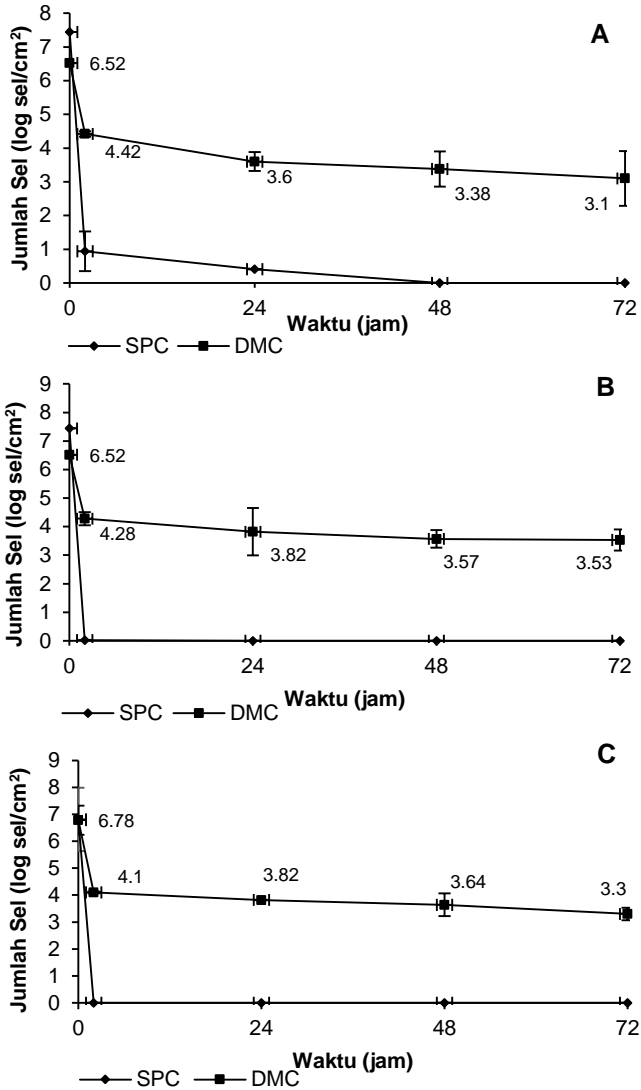 A
Jumlah Sel (log sel/cm²)
8
7
6
5
4
3
2
1
0
6.52
4.42
3.6
3.38
3.1
0 24 48 72
Waktu (jam)
SPC DMC
B
Jumlah Sel (log sel/cm²)
9
8
7
6
5
4
3
2
1
0
6.52
4.28
3.82
3.57
3.53
0 24 48 72
Waktu (jam)
SPC DMC
C
Jumlah Sel (log sel/cm²)
9
8
7
6
5
4
3
2
1
0
6.78
4.1
3.82
3.64
3.3
0 24 48 72
Waktu (jam)
SPC DMC